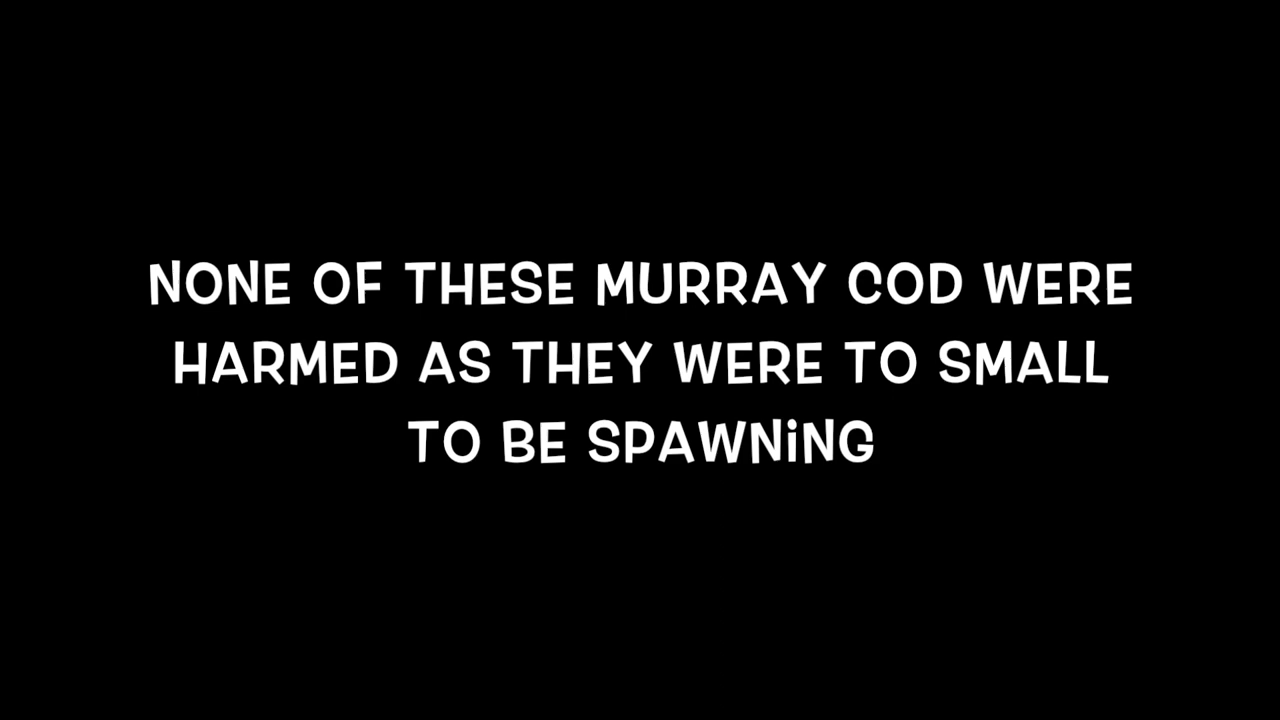 NONE OF THESE MURRAY COD WERE
HARMED AS THEY WERE TO SMALL
TO BE SPAWNiNG